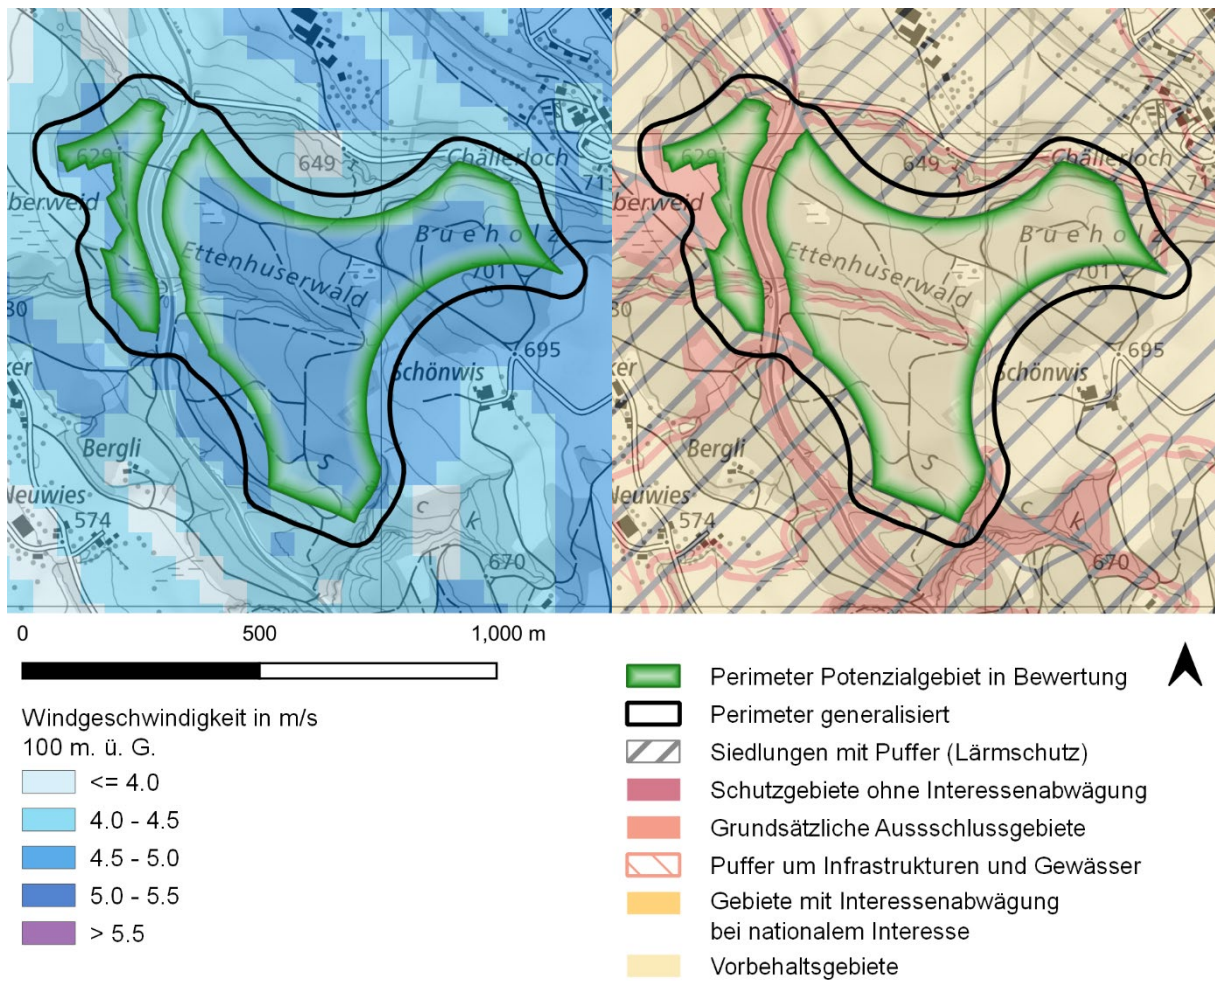 629
649
Chällerloch
71
berweid
Ettenhuserwald
Büeholz
701
30
695
ker
Schönwis
Bergli
S
Neuwies
574
c
k
670
629
649
Chällerloch
71
berweid
Ettenhuserwald
Büeholz
701
30
695
ker
Schönwis
Bergli
S
Neuwies
574
c
k
670
0 500 1,000 m
Windgeschwindigkeit in m/s
100 m. ü. G.
<= 4.0
4.0 - 4.5
4.5 - 5.0
5.0 - 5.5
> 5.5
Perimeter Potenzialgebiet in Bewertung
Perimeter generalisiert
Siedlungen mit Puffer (Lärmschutz)
Schutzgebiete ohne Interessenabwägung
Grundsätzliche Aussschlussgebiete
Puffer um Infrastrukturen und Gewässer
Gebiete mit Interessenabwägung
bei nationalem Interesse
Vorbehaltsgebiete